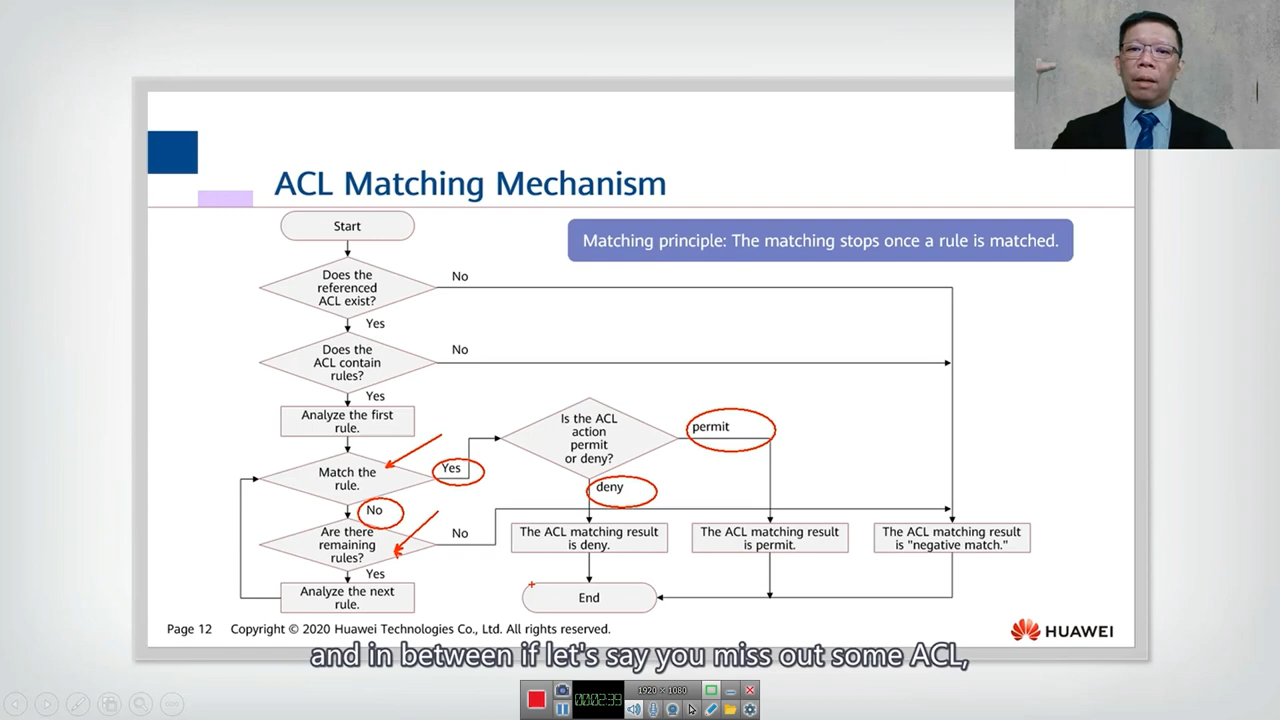 ACL Matching Mechanism
Start
Matching principle: The matching stops once a rule is matched.
Does the
referenced
ACL exist?
No
Yes
Does the
ACL contain
rules?
No
Yes
Analyze the first
rule.
Match the
rule.
Yes
No
Is the ACL
action
permit
or deny?
permit
deny
Are there
remaining
rules?
No
Yes
Analyze the next
rule.
The ACL matching result
is deny.
The ACL matching result
is permit.
The ACL matching result
is "negative match."
End
Page 12 Copyright © 2020 Huawei Technologies Co., Ltd. All rights reserved.
HUAWEI
and in between if let's say you miss out some ACL,
1920 × 1080
00:02:39